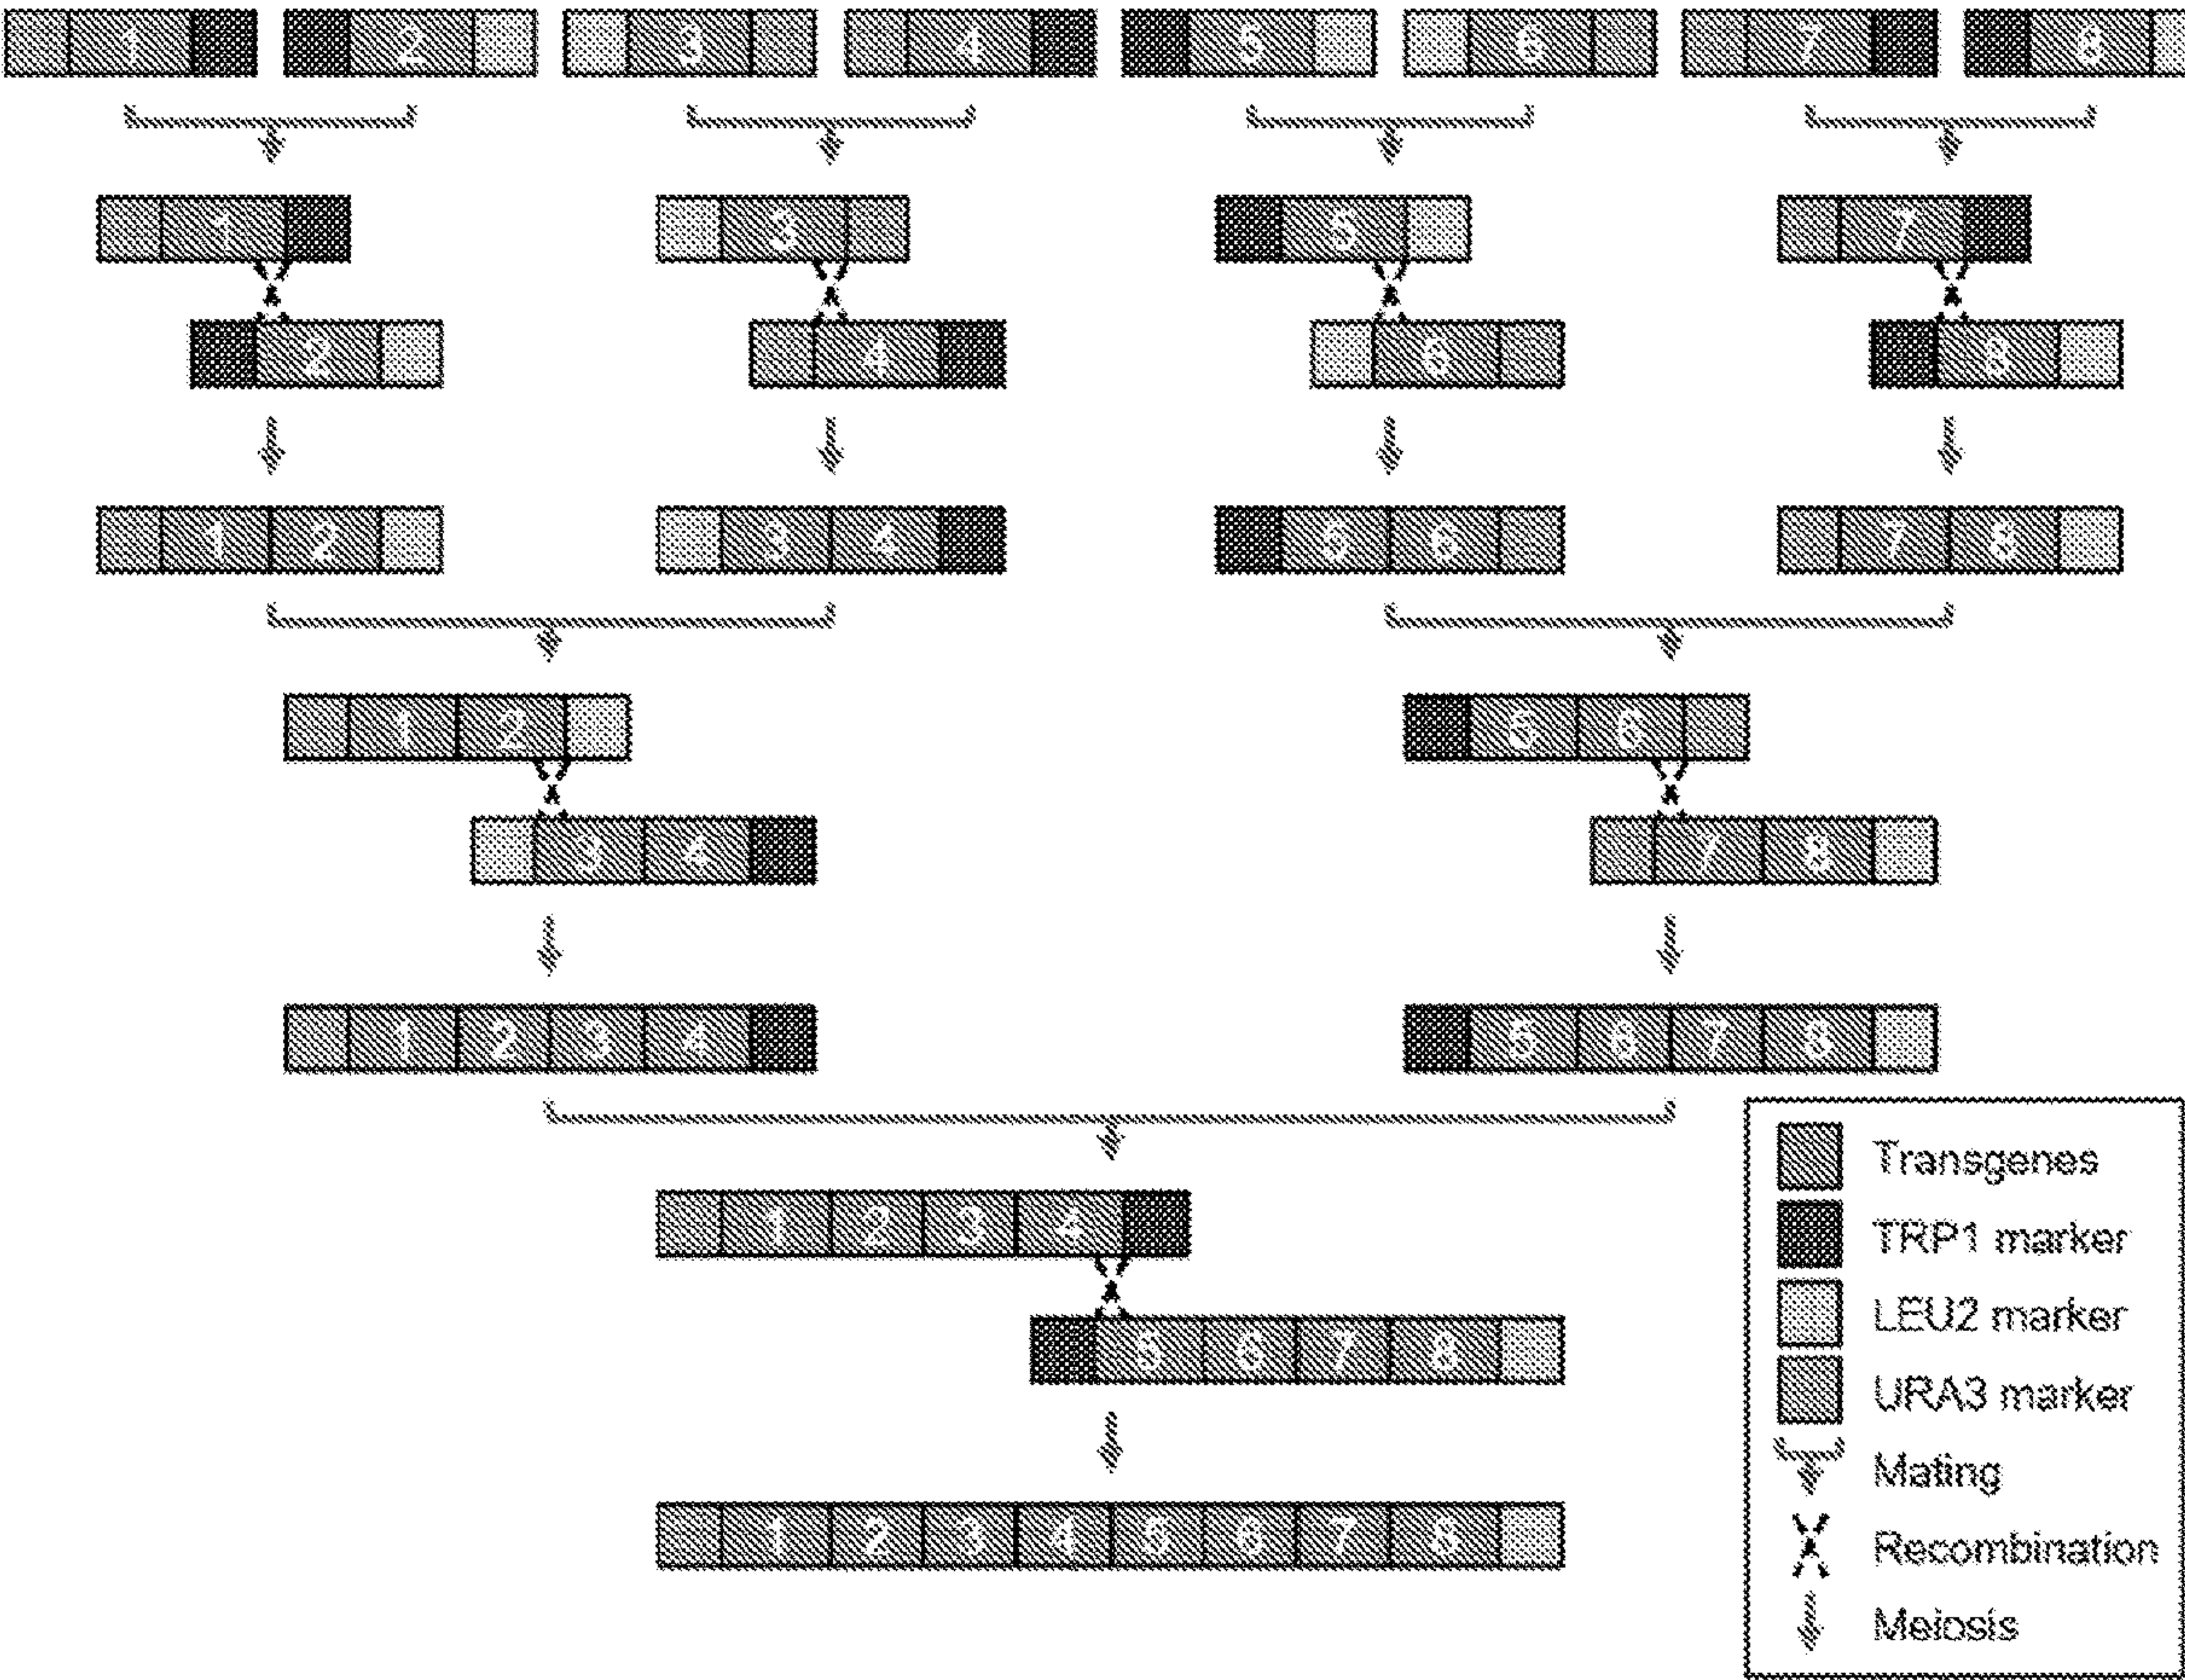 1 2 3 4 5 6 7 8
1 3 5 7
2 4 6 8
1 2 3 4 5 6 7 8
1 2 5 6
3 4 7 8
1 2 3 4 5 6 7 8
1 2 3 4
5 6 7 8
1 2 3 4 5 6 7 8
Transgenes
TRP1 marker
LEU2 marker
URA3 marker
Mating
Recombination
Meiosis